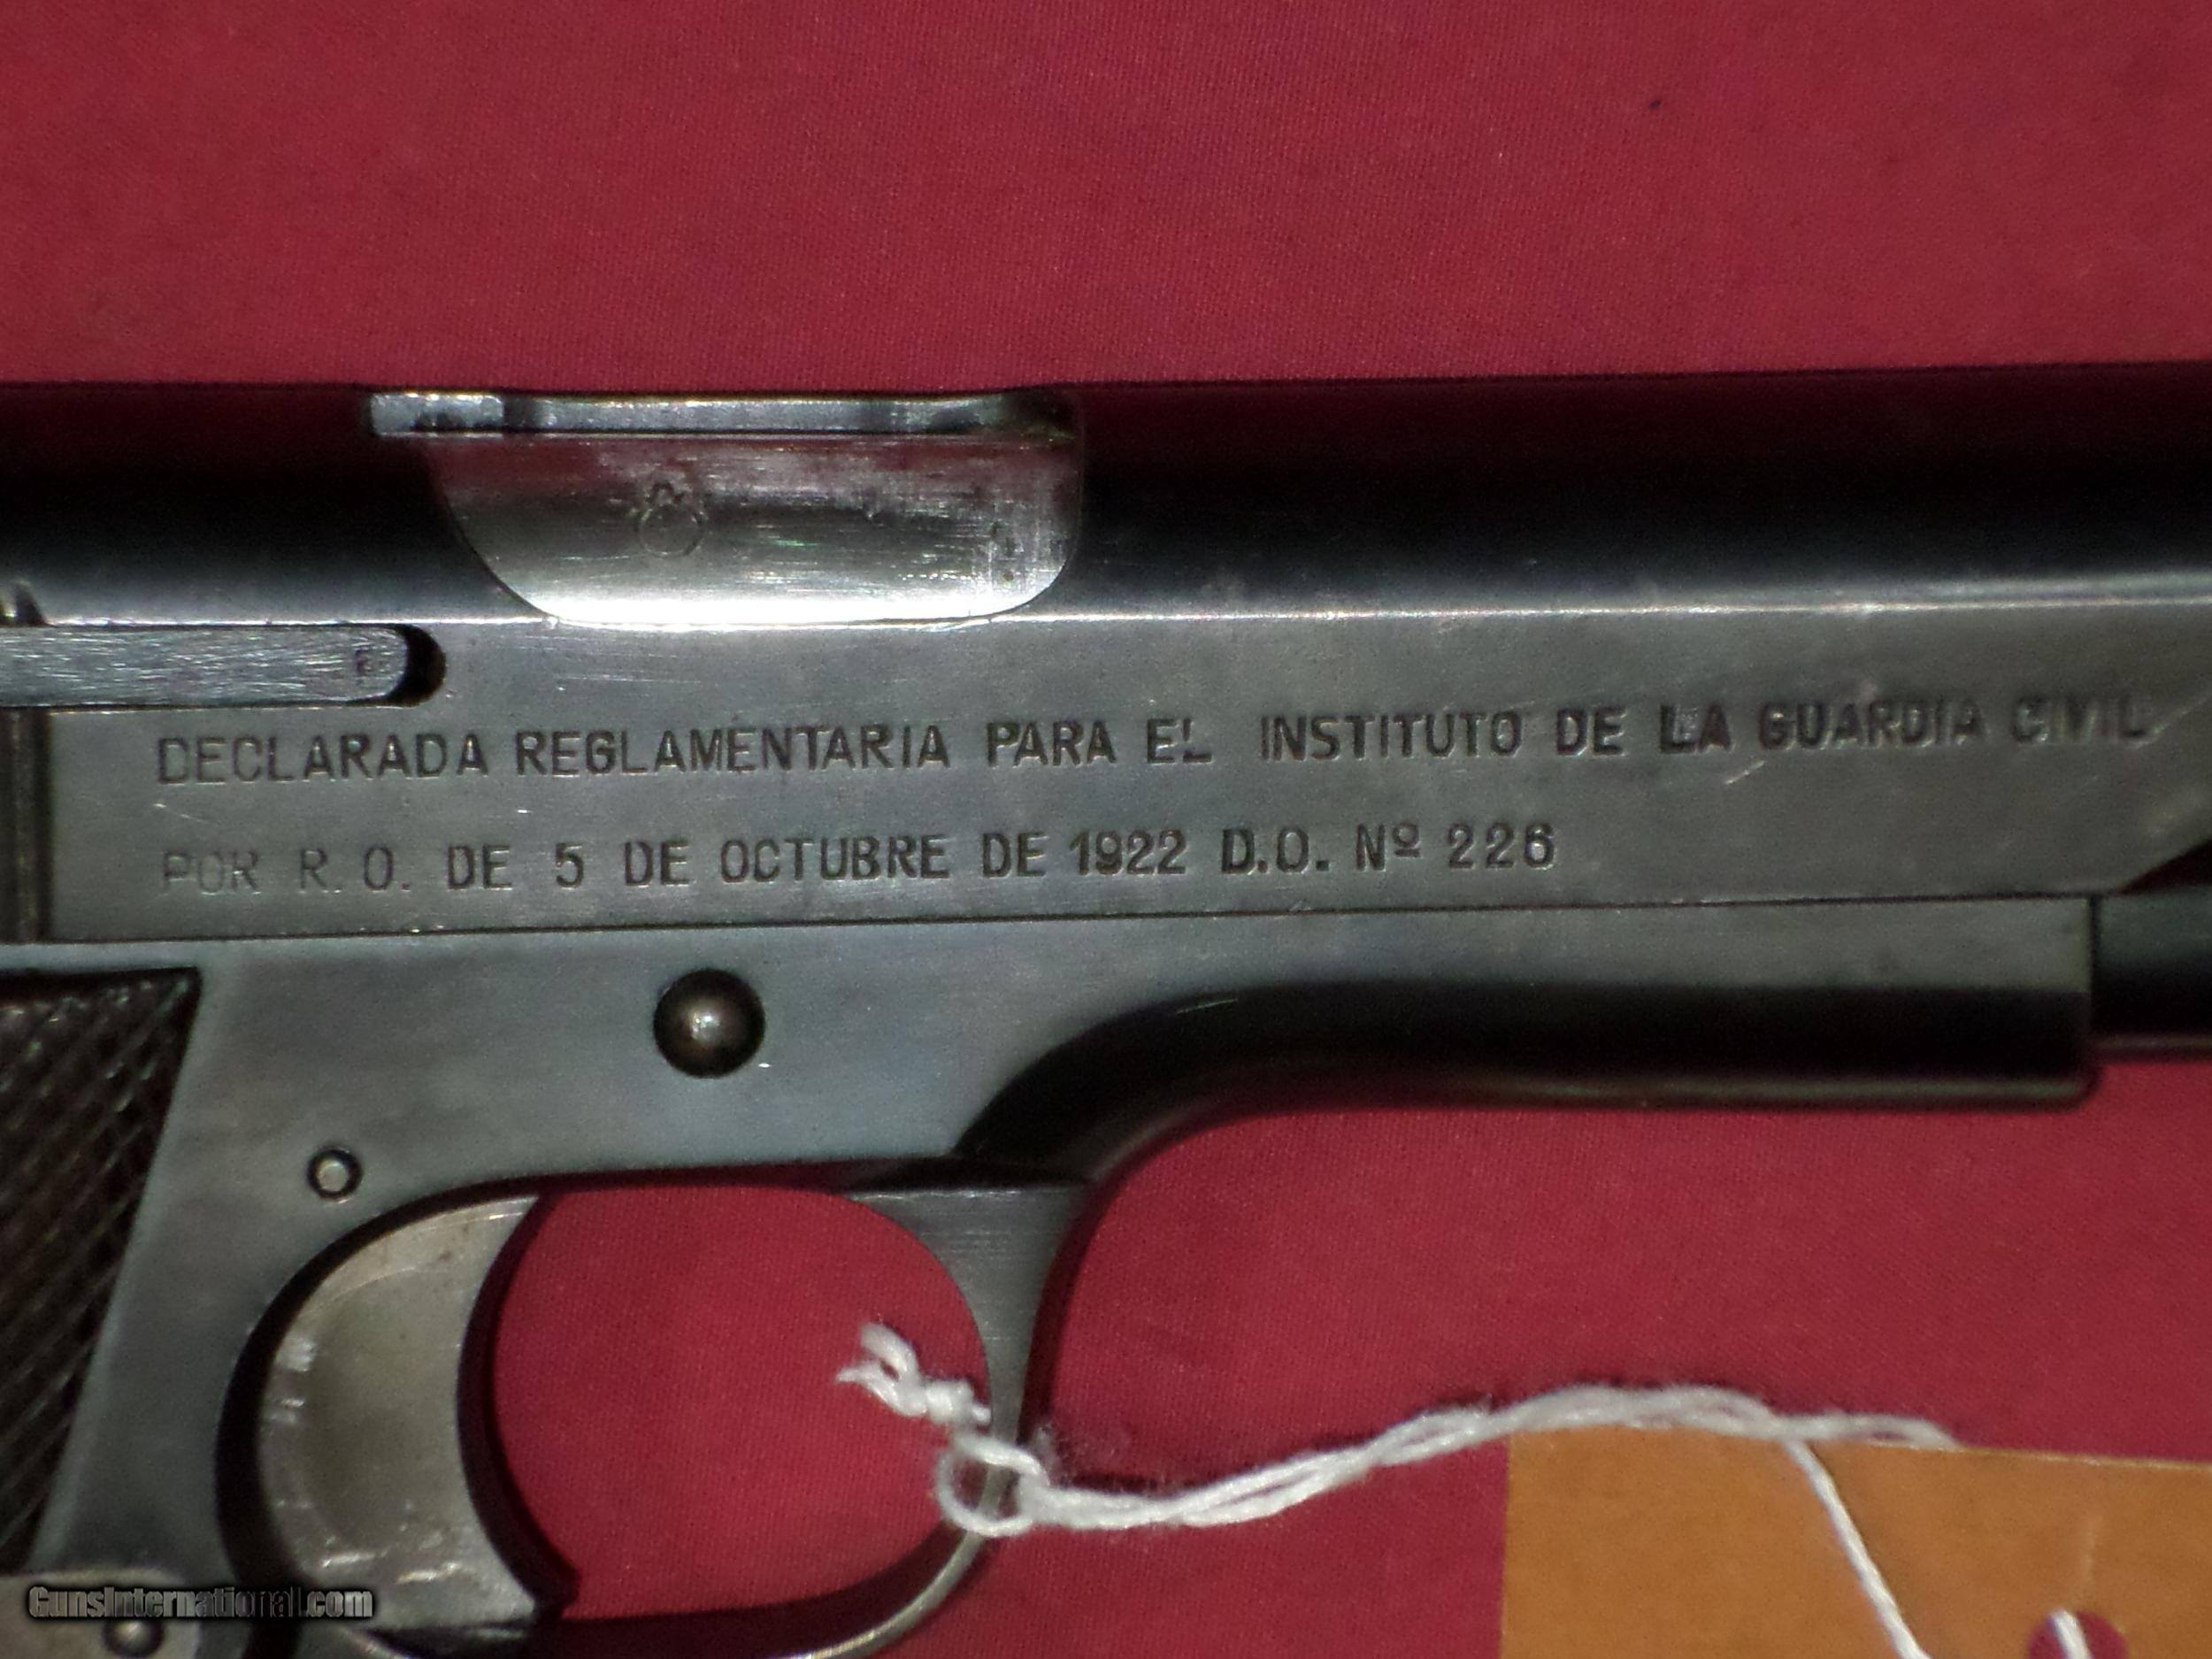 DECLARADA REGLAMENTARIA PARA EL INSTITUTO DE LA GUARDIA CIVIL
POR R. O. DE 5 DE OCTUBRE DE 1922 D.O. Nº 226
GunsInternational.com